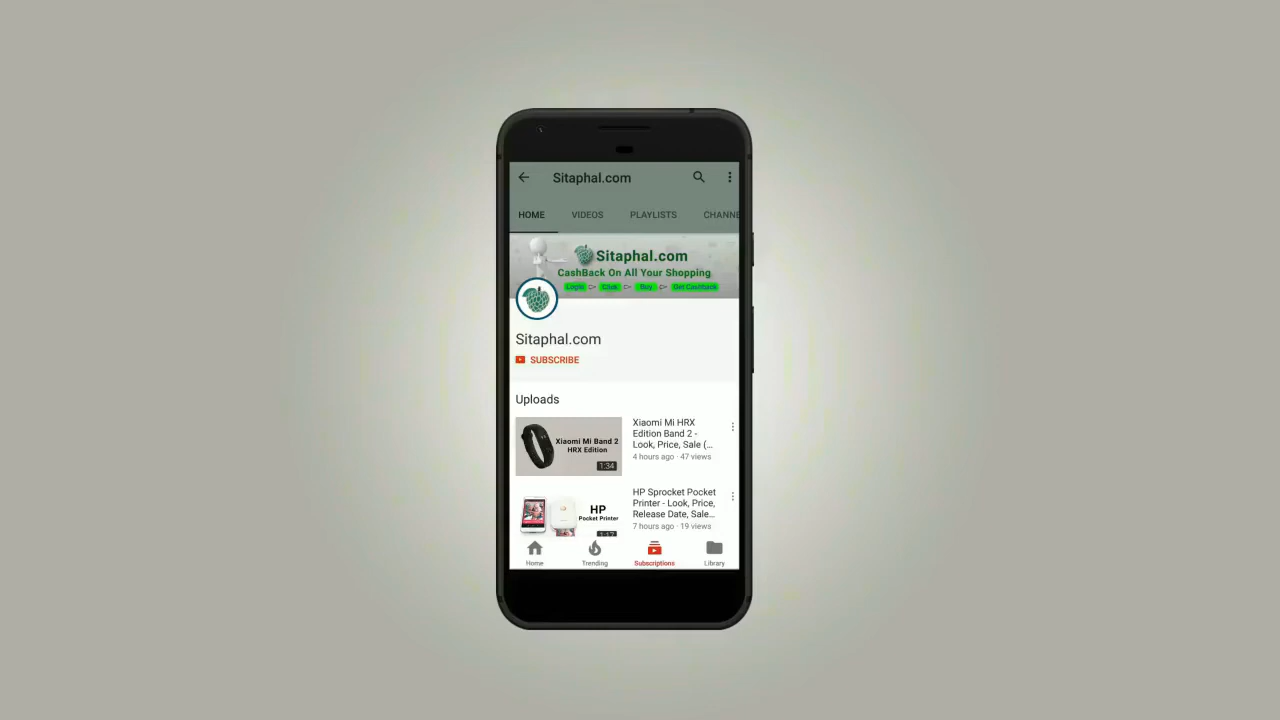 Sitaphal.com
HOME VIDEOS PLAYLISTS CHANNE
Sitaphal.com
CashBack On All Your Shopping
Login Click Buy Get Cashback
Sitaphal.com
SUBSCRIBE
Uploads
Xiaomi Mi Band 2
HRX Edition
1:34
Xiaomi Mi HRX
Edition Band 2 -
Look, Price, Sale (...
4 hours ago · 47 views
HP
Pocket Printer
1:17
HP Sprocket Pocket
Printer - Look, Price,
Release Date, Sale...
7 hours ago · 19 views
Home Trending Subscriptions Library